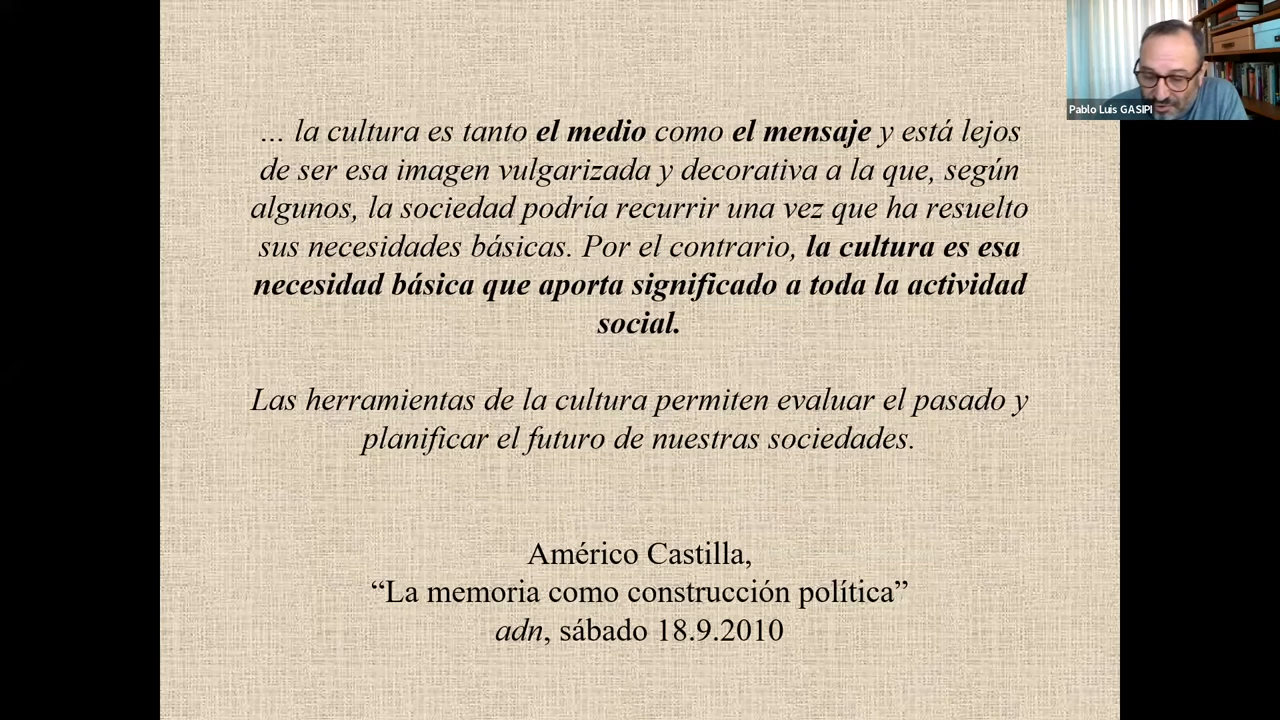 ... la cultura es tanto el medio como el mensaje y está lejos
de ser esa imagen vulgarizada y decorativa a la que, según
algunos, la sociedad podría recurrir una vez que ha resuelto
sus necesidades básicas. Por el contrario, la cultura es esa
necesidad básica que aporta significado a toda la actividad
social.
Las herramientas de la cultura permiten evaluar el pasado y
planificar el futuro de nuestras sociedades.
Américo Castilla,
“La memoria como construcción política”
adn, sábado 18.9.2010
Pablo Luis GASIPI